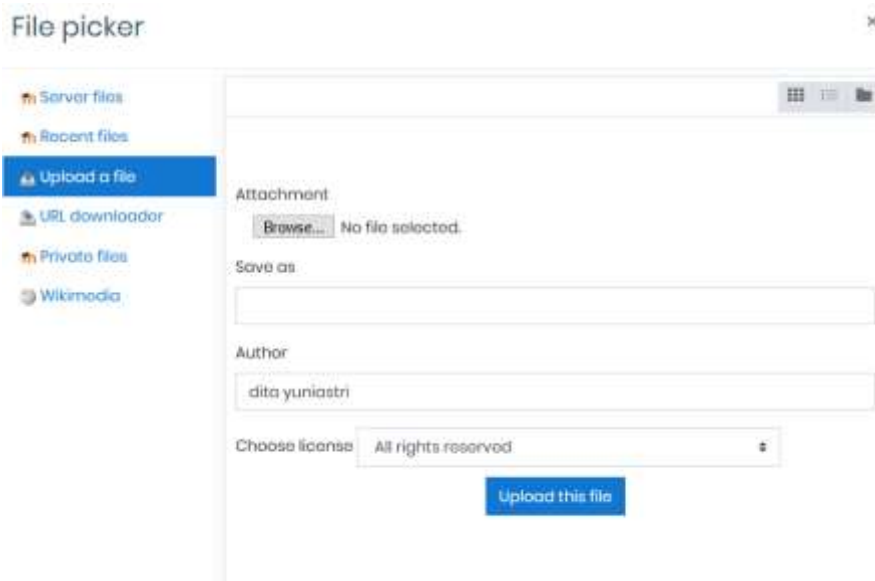 File picker
×
Server files
Recent files
Upload a file
URL downloader
Private files
Wikimedia
Attachment
Browse... No file selected.
Save as
Author
dita yuniastri
Choose license All rights reserved
Upload this file